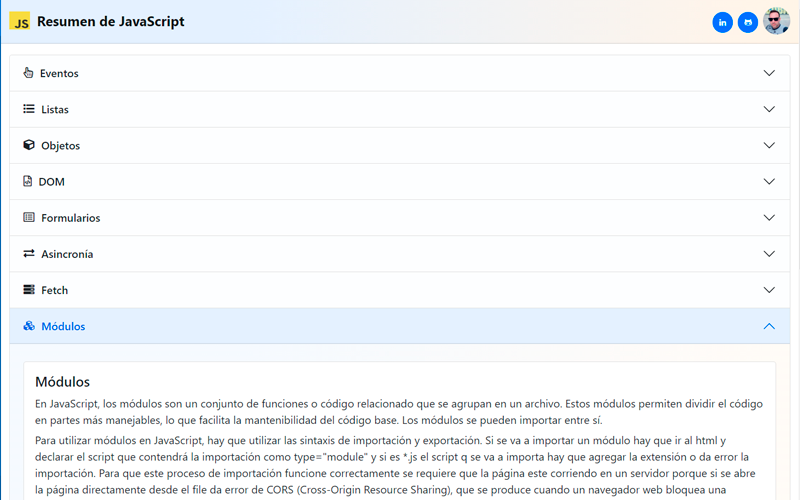 JS Resumen de JavaScript in
Eventos
Listas
Objetos
DOM
Formularios
Asincronía
Fetch
Módulos
Módulos
En JavaScript, los módulos son un conjunto de funciones o código relacionado que se agrupan en un archivo. Estos módulos permiten dividir el código
en partes más manejables, lo que facilita la mantenibilidad del código base. Los módulos se pueden importar entre sí.
Para utilizar módulos en JavaScript, hay que utilizar las sintaxis de importación y exportación. Si se va a importar un módulo hay que ir al html y
declarar el script que contendrá la importación como type="module" y si es *.js el script q se va a importa hay que agregar la extensión o da error la
importación. Para que este proceso de importación funcione correctamente se requiere que la página este corriendo en un servidor porque si se abre
la página directamente desde el file da error de CORS (Cross-Origin Resource Sharing), que se produce cuando un navegador web bloquea una